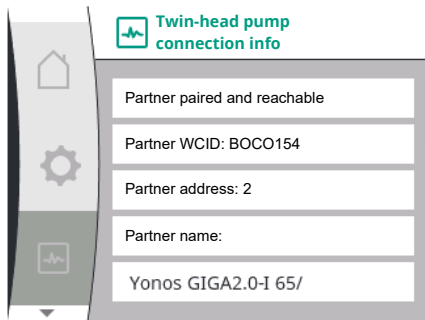 Twin-head pump
connection info
Partner paired and reachable
Partner WCID: BOCO154
Partner address: 2
Partner name:
Yonos GIGA2.0-I 65/